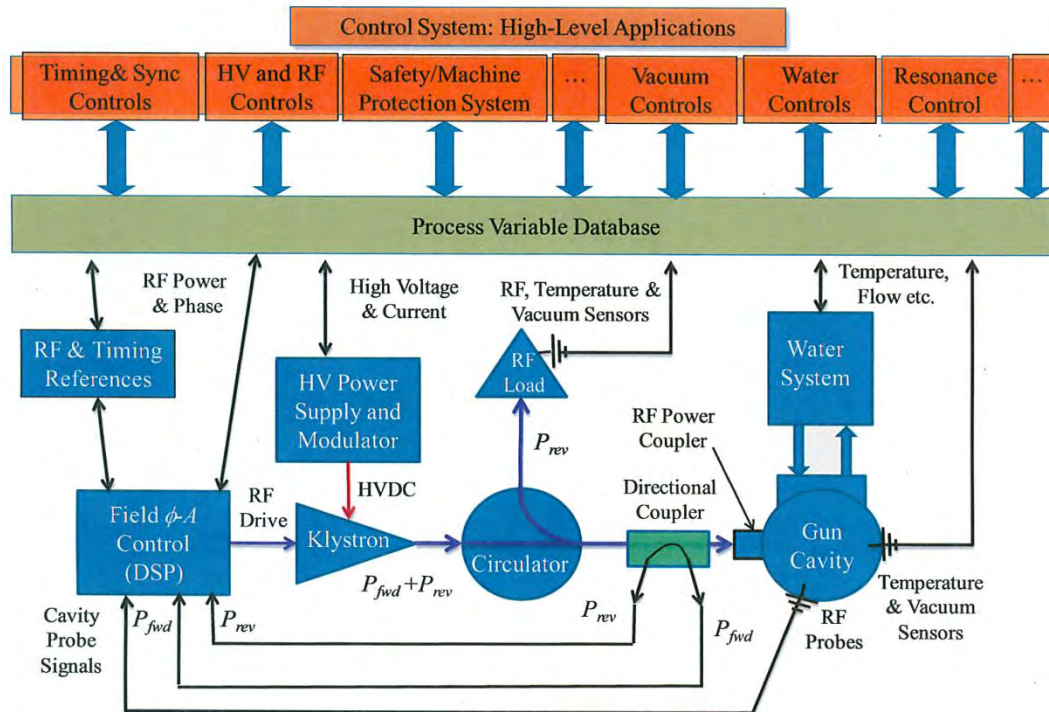 Control System: High-Level Applications
Timing& Sync
Controls
HV and RF
Controls
Safety/Machine
Protection System
...
Vacuum
Controls
Water
Controls
Resonance
Control
...
Process Variable Database
RF Power
& Phase
High Voltage
& Current
RF, Temperature &
Vacuum Sensors
Temperature,
Flow etc.
RF & Timing
References
HV Power
Supply and
Modulator
RF
Load
Water
System
RF Power
Coupler
P_rev
HVDC
Directional
Coupler
Field ϕ-A
Control
(DSP)
RF
Drive
Klystron
Circulator
Gun
Cavity
P_fwd + P_rev
Cavity
Probe
Signals
P_fwd
P_rev
P_rev
P_fwd
RF
Probes
Temperature
& Vacuum
Sensors